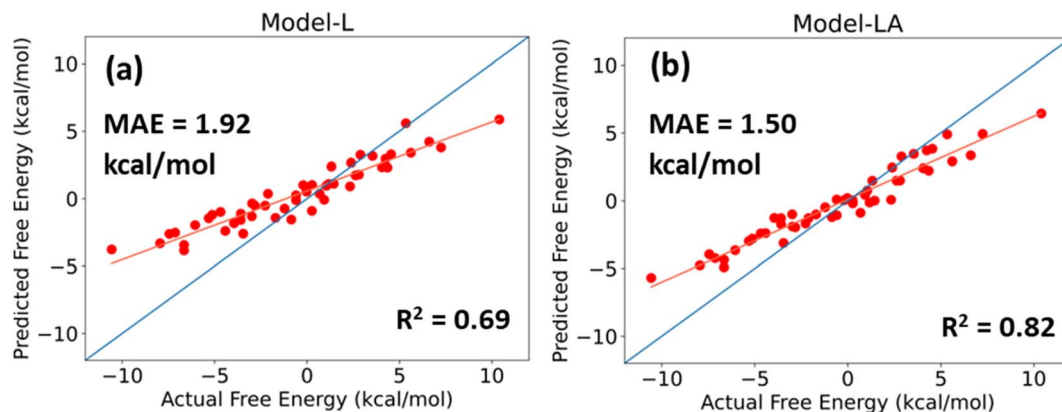 Model-L
(a)
MAE = 1.92
kcal/mol
R² = 0.69
Predicted Free Energy (kcal/mol)
10
5
0
−5
−10
−10
−5
0
5
10
Actual Free Energy (kcal/mol)
Model-LA
(b)
MAE = 1.50
kcal/mol
R² = 0.82
Predicted Free Energy (kcal/mol)
10
5
0
−5
−10
−10
−5
0
5
10
Actual Free Energy (kcal/mol)